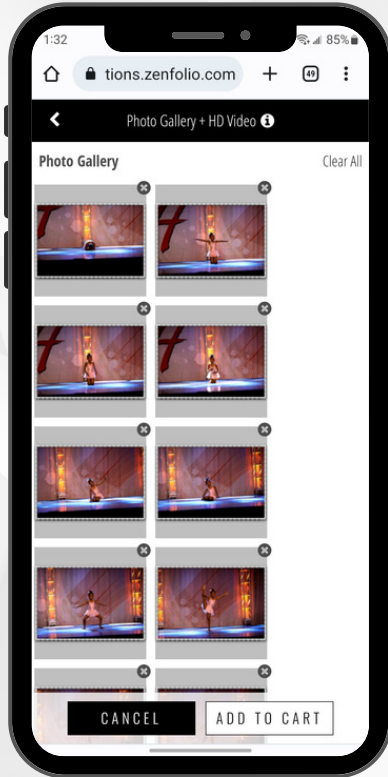 1:32 85%
tions.zenfolio.com 49
Photo Gallery + HD Video
Photo Gallery Clear All
CANCEL ADD TO CART